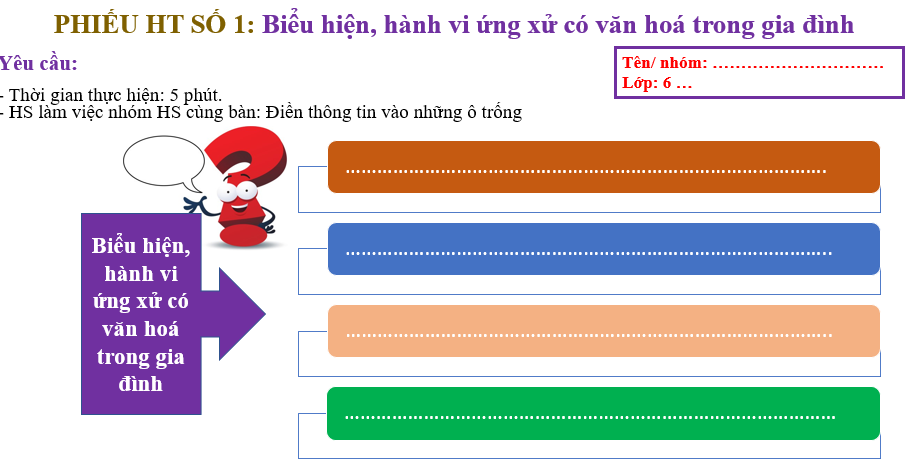 PHIẾU HT SỐ 1: Biểu hiện, hành vi ứng xử có văn hoá trong gia đình
Yêu cầu:
- Thời gian thực hiện: 5 phút.
- HS làm việc nhóm HS cùng bàn: Điền thông tin vào những ô trống
Tên/ nhóm: …………………………
Lớp: 6 …
Biểu hiện,
hành vi
ứng xử có
văn hoá
trong gia
đình
………………………………………………………………….
…………………………………………………………………..
…………………………………………………………………..
……………………………………………………………………